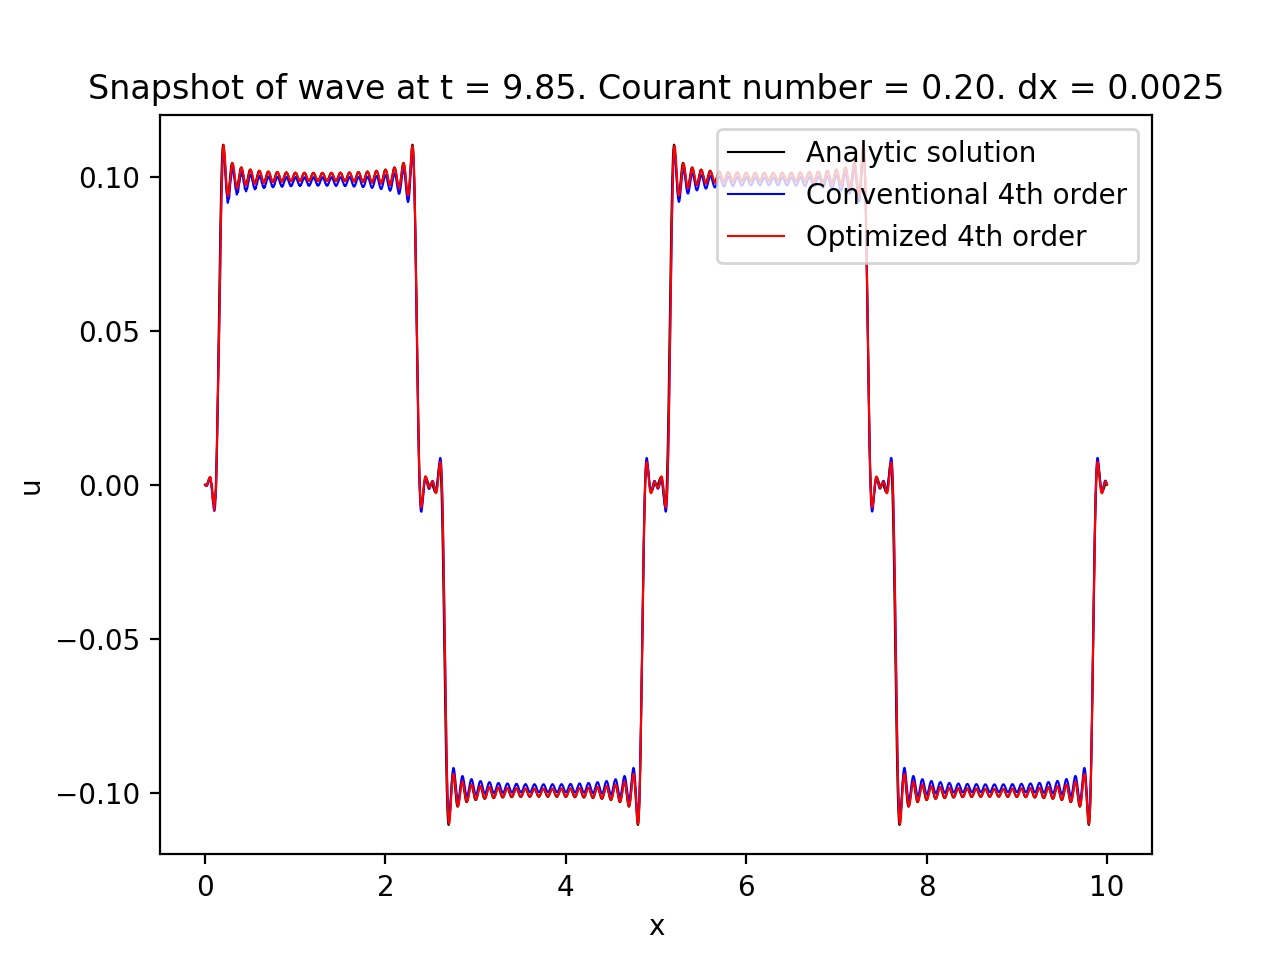 Snapshot of wave at t = 9.85. Courant number = 0.20. dx = 0.0025
Analytic solution
Conventional 4th order
Optimized 4th order
0.10
0.05
0.00
−0.05
−0.10
u
0 2 4 6 8 10
x